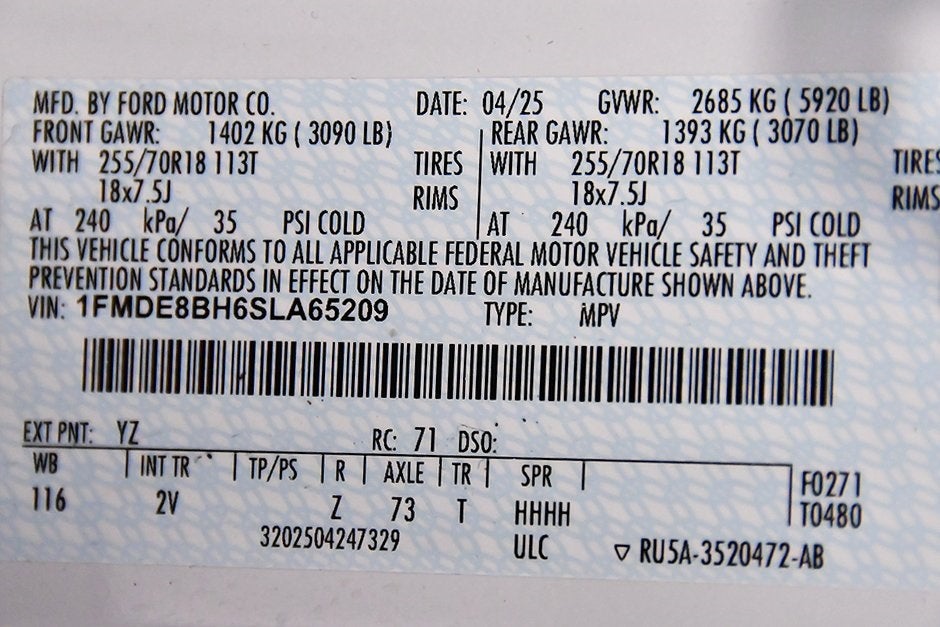 MFD. BY FORD MOTOR CO. DATE: 04/25 GVWR: 2685 KG ( 5920 LB)
FRONT GAWR: 1402 KG ( 3090 LB) REAR GAWR: 1393 KG ( 3070 LB)
WITH 255/70R18 113T TIRES WITH 255/70R18 113T TIRES
18x7.5J RIMS 18x7.5J RIMS
AT 240 kPa/ 35 PSI COLD AT 240 kPa/ 35 PSI COLD
THIS VEHICLE CONFORMS TO ALL APPLICABLE FEDERAL MOTOR VEHICLE SAFETY AND THEFT
PREVENTION STANDARDS IN EFFECT ON THE DATE OF MANUFACTURE SHOWN ABOVE.
VIN: 1FMDE8BH6SLA65209 TYPE: MPV
EXT PNT: YZ RC: 71 DSO:
WB INT TR TP/PS R AXLE TR SPR F0271
116 2V Z 73 T HHHH T0480
3202504247329 ULC ▽ RU5A-3520472-AB